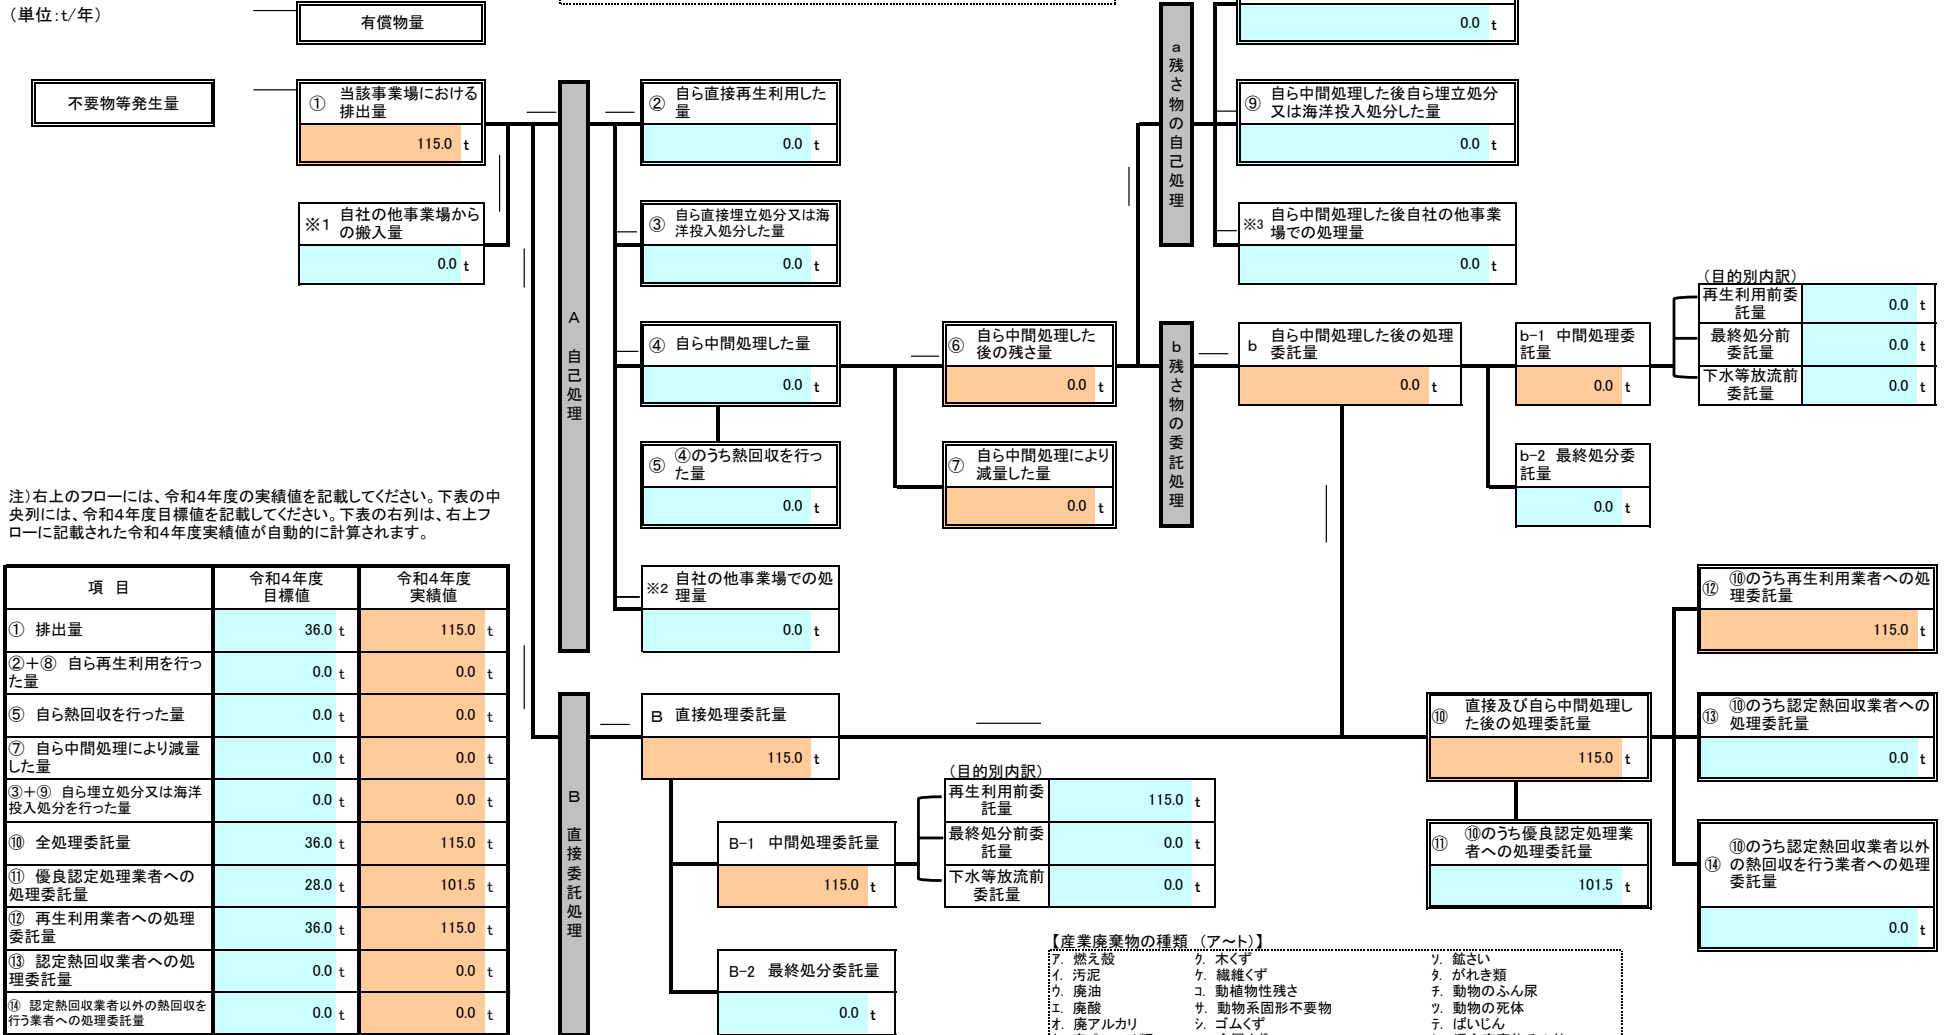 (単位:t/年)
有償物量
0.0 t
不要物等発生量
① 当該事業場における
排出量
115.0 t
② 自ら直接再生利用した
量
0.0 t
a
残さ物の自己処理
⑨ 自ら中間処理した後自ら埋立処分
又は海洋投入処分した量
0.0 t
※1 自社の他事業場から
の搬入量
0.0 t
③ 自ら直接埋立処分又は海
洋投入処分した量
0.0 t
※3 自ら中間処理した後自社の他事業
場での処理量
0.0 t
A
自己処理
④ 自ら中間処理した量
0.0 t
⑥ 自ら中間処理した
後の残さ量
0.0 t
b
残さ物の委託処理
b 自ら中間処理した後の処理
委託量
0.0 t
b-1 中間処理委
託量
0.0 t
(目的別内訳)
再生利用前委
託量
0.0 t
最終処分前
委託量
0.0 t
下水等放流前
委託量
0.0 t
⑤ ④のうち熱回収を行っ
た量
0.0 t
⑦ 自ら中間処理により
減量した量
0.0 t
b-2 最終処分委
託量
0.0 t
注)右上のフローには、令和4年度の実績値を記載してください。下表の中
央列には、令和4年度目標値を記載してください。下表の右列は、右上フ
ローに記載された令和4年度実績値が自動的に計算されます。
※2 自社の他事業場での処
理量
0.0 t
項 目
令和4年度
目標値
令和4年度
実績値
① 排出量 36.0 t 115.0 t
②+⑧ 自ら再生利用を行っ
た量 0.0 t 0.0 t
⑤ 自ら熱回収を行った量 0.0 t 0.0 t
⑦ 自ら中間処理により減量
した量 0.0 t 0.0 t
③+⑨ 自ら埋立処分又は海洋
投入処分を行った量 0.0 t 0.0 t
⑩ 全処理委託量 36.0 t 115.0 t
⑪ 優良認定処理業者への
処理委託量 28.0 t 101.5 t
⑫ 再生利用業者への処理
委託量 36.0 t 115.0 t
⑬ 認定熱回収業者への処
理委託量 0.0 t 0.0 t
⑭ 認定熱回収業者以外の熱回収を
行う業者への処理委託量 0.0 t 0.0 t
B
直接委託処理
B 直接処理委託量
115.0 t
B-1 中間処理委託量
115.0 t
B-2 最終処分委託量
0.0 t
(目的別内訳)
再生利用前委
託量
115.0 t
最終処分前委
託量
0.0 t
下水等放流前
委託量
0.0 t
⑩ 直接及び自ら中間処理し
た後の処理委託量
115.0 t
⑪ ⑩のうち優良認定処理業
者への処理委託量
101.5 t
⑫ ⑩のうち再生利用業者への処
理委託量
115.0 t
⑬ ⑩のうち認定熱回収業者への
処理委託量
0.0 t
⑭ ⑩のうち認定熱回収業者以外
の熱回収を行う業者への処理
委託量
0.0 t
【産業廃棄物の種類 (ア~ト)】
ア. 燃え殻 ク. 木くず ソ. 鉱さい
イ. 汚泥 ケ. 繊維くず タ. がれき類
ウ. 廃油 コ. 動植物性残さ チ. 動物のふん尿
エ. 廃酸 サ. 動物系固形不要物 ツ. 動物の死体
オ. 廃アルカリ シ. ゴムくず テ. ばいじん